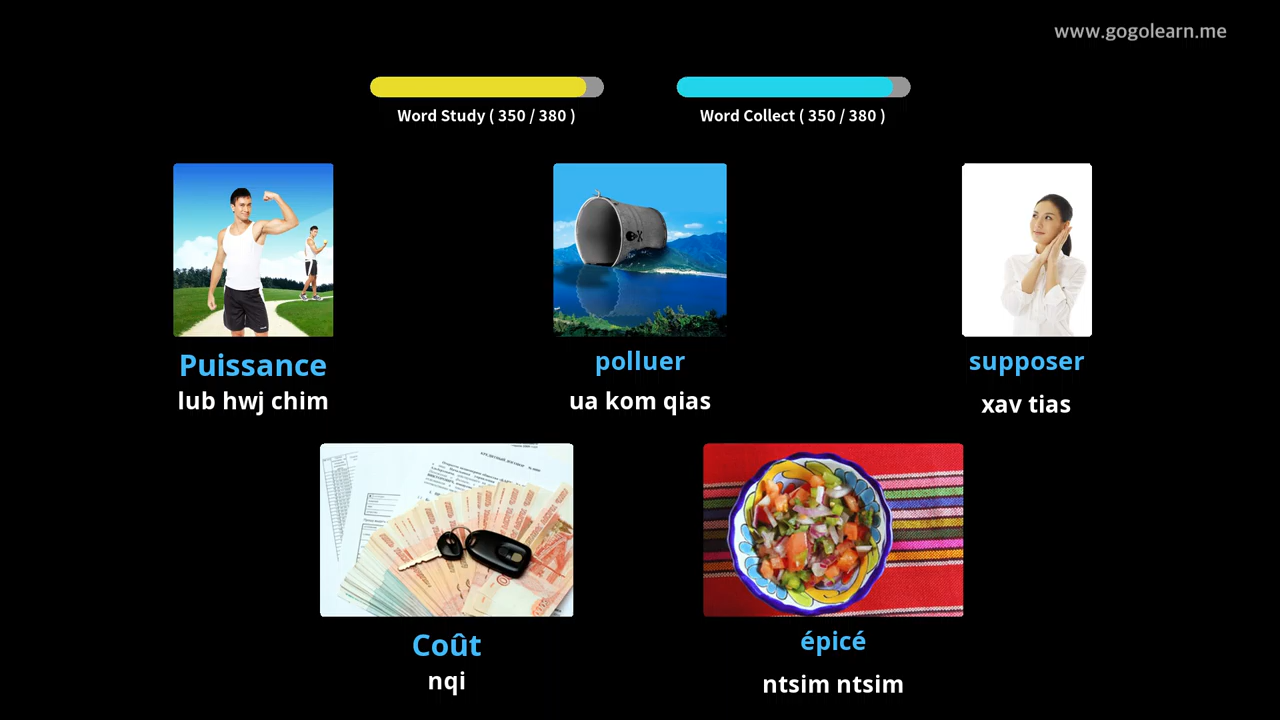 www.gogolearn.me
Word Study ( 350 / 380 )
Word Collect ( 350 / 380 )
Puissance
lub hwj chim
polluer
ua kom qias
supposer
xav tias
Coût
nqi
épicé
ntsim ntsim